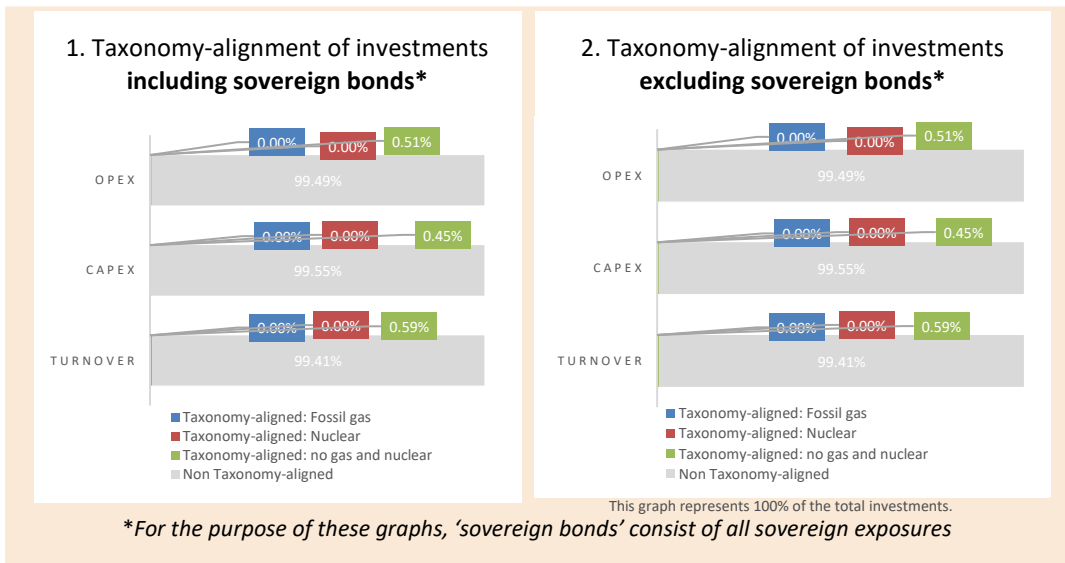 1. Taxonomy-alignment of investments
including sovereign bonds*
0.00%
0.00%
0.51%
OPEX
99.49%
0.00%
0.00%
0.45%
CAPEX
99.55%
0.00%
0.00%
0.59%
TURNOVER
99.41%
Taxonomy-aligned: Fossil gas
Taxonomy-aligned: Nuclear
Taxonomy-aligned: no gas and nuclear
Non Taxonomy-aligned
2. Taxonomy-alignment of investments
excluding sovereign bonds*
0.00%
0.00%
0.51%
OPEX
99.49%
0.00%
0.00%
0.45%
CAPEX
99.55%
0.00%
0.00%
0.59%
TURNOVER
99.41%
Taxonomy-aligned: Fossil gas
Taxonomy-aligned: Nuclear
Taxonomy-aligned: no gas and nuclear
Non Taxonomy-aligned
This graph represents 100% of the total investments.
*For the purpose of these graphs, ‘sovereign bonds’ consist of all sovereign exposures